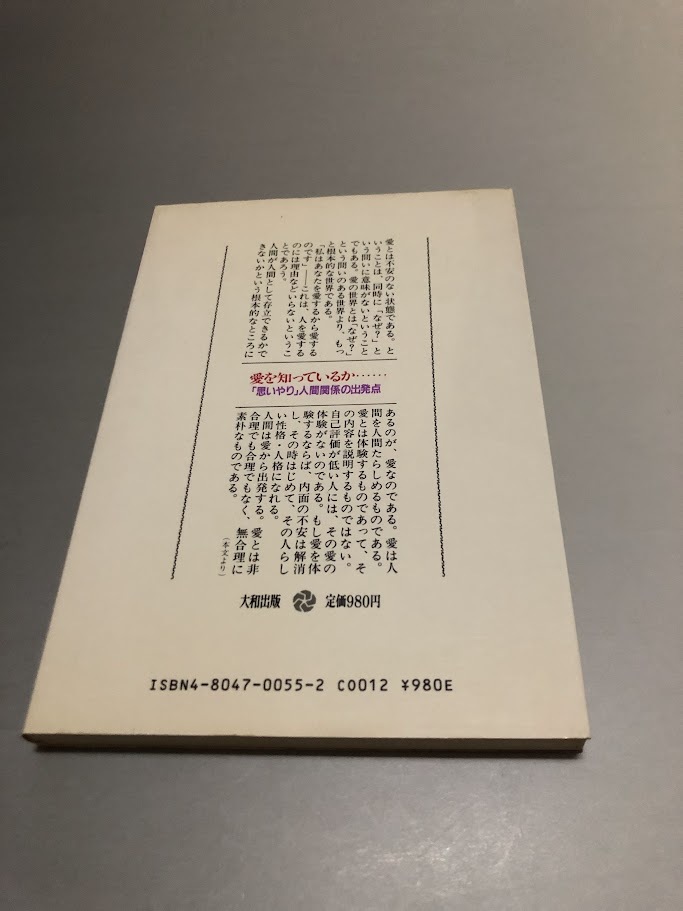 愛とは不安のない状態である。と
いうことは、同時に「なぜ?」と
いう問いに意味がないということ
でもある。愛の世界とは「なぜ?」
という問いのある世界より、もっ
と根本的な世界である。
「私はあなたを愛するから愛する
のです」――これは、人を愛する
のには理由などいらないというこ
とであろう。
人間が人間として存立できるかで
きないかという根本的なところに
愛を知っているか……
「思いやり」人間関係の出発点
あるのが、愛なのである。愛は人
間を人間たらしめるものである。
愛とは体験するものであって、そ
の内容を説明するものではない。
自己評価が低い人には、その愛の
体験がないのである。もし愛を体
験するならば、内面の不安は解消
し、その時はじめて、その人らし
い性格・人格になれる。
人間は愛から出発する。愛とは非
合理でも合理でもなく、無合理に
素朴なものである。
(本文より)
大和出版 定価980円
ISBN4-8047-0055-2 C0012 ¥980E